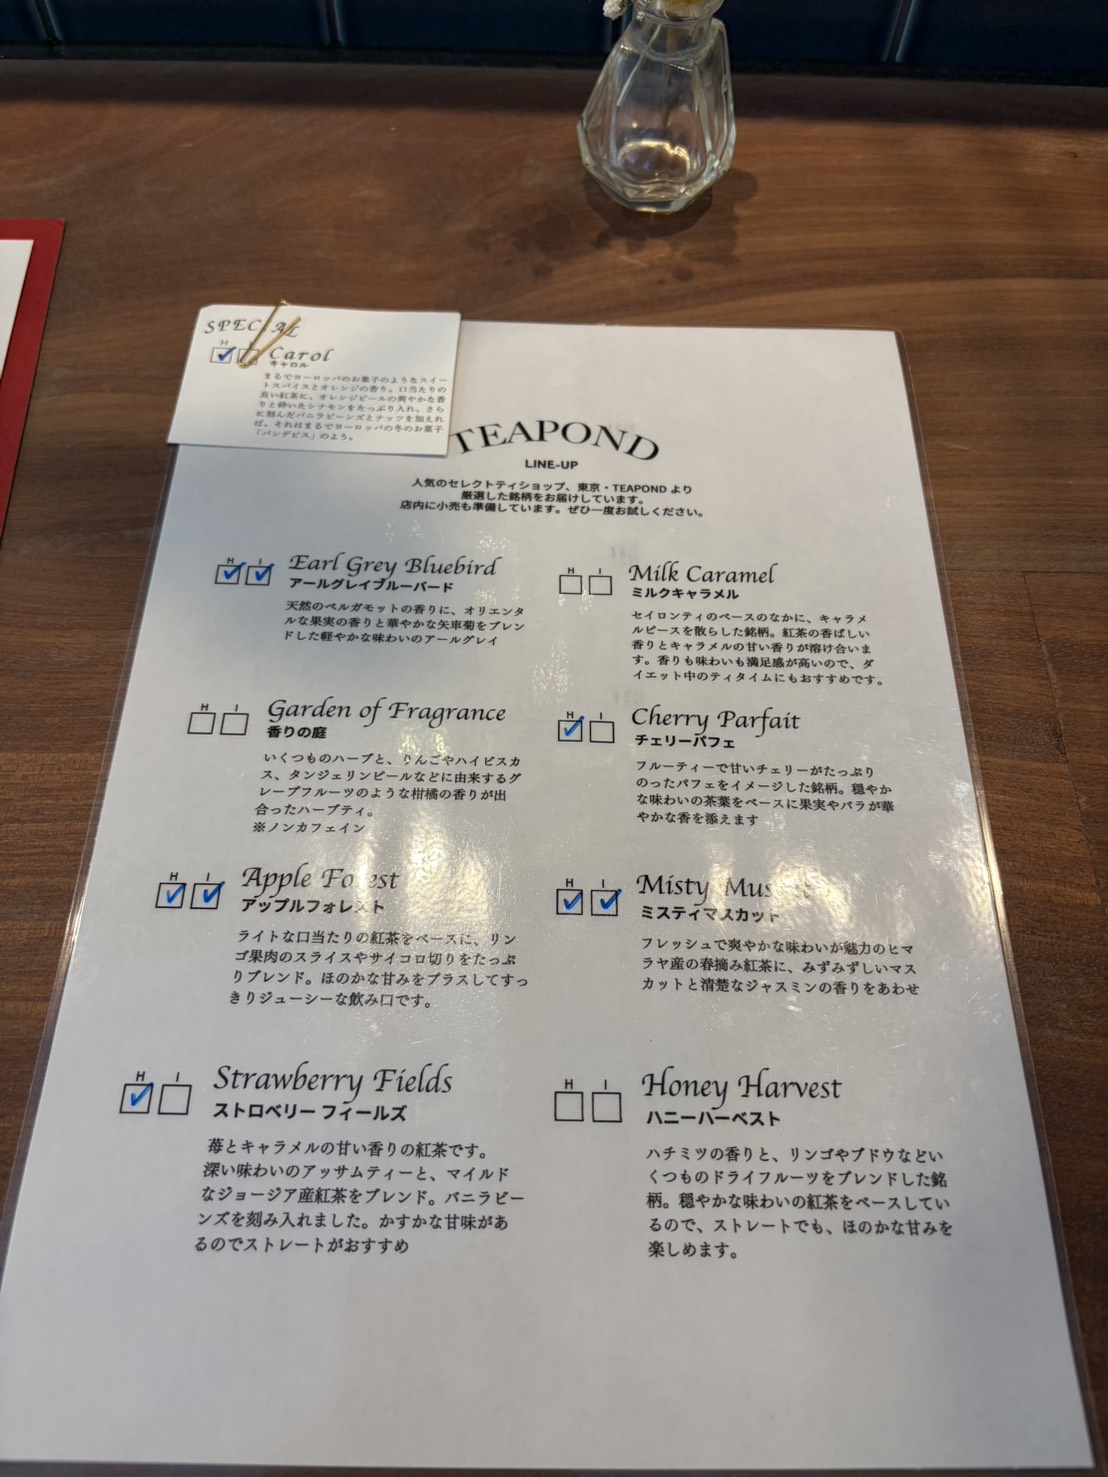 SPECIAL
H
Carol
キャロル
まるでヨーロッパのお菓子のようなスイー
トスパイスとオレンジの香り。口当たりの
良い紅茶に、オレンジピールの爽やかな香
りと砕いたシナモンをたっぷり入れ、さら
に刻んだバニラビーンズとナッツを加えれ
ば、それはまるでヨーロッパの冬のお菓子
「パンデピス」のよう。
TEAPOND
LINE-UP
人気のセレクトティショップ、東京・TEAPOND より
厳選した銘柄をお届けしています。
店内に小売も準備しています。ぜひ一度お試しください。
H I
Earl Grey Bluebird
アールグレイブルーバード
天然のベルガモットの香りに、オリエンタ
ルな果実の香りと華やかな矢車菊をブレン
ドした軽やかな味わいのアールグレイ
H I
Milk Caramel
ミルクキャラメル
セイロンティのベースのなかに、キャラメ
ルピースを散らした銘柄。紅茶の香ばしい
香りとキャラメルの甘い香りが溶け合いま
す。香りも味わいも満足感が高いので、ダ
イエット中のティタイムにもおすすめです。
H I
Garden of Fragrance
香りの庭
いくつものハーブと、りんごやハイビスカ
ス、タンジェリンピールなどに由来するグ
レープフルーツのような柑橘の香りが出
合ったハーブティ。
※ノンカフェイン
H I
Cherry Parfait
チェリーパフェ
フルーティーで甘いチェリーがたっぷり
のったパフェをイメージした銘柄。穏やか
な味わいの茶葉をベースに果実やバラが華
やかな香を添えます
H I
Apple Forest
アップルフォレスト
ライトな口当たりの紅茶をベースに、リン
ゴ果肉のスライスやサイコロ切りをたっぷ
りブレンド。ほのかな甘みをプラスしてすっ
きりジューシーな飲み口です。
H I
Misty Muscat
ミスティマスカット
フレッシュで爽やかな味わいが魅力のヒマ
ラヤ産の春摘み紅茶に、みずみずしいマス
カットと清楚なジャスミンの香りをあわせ
H I
Strawberry Fields
ストロベリー フィールズ
苺とキャラメルの甘い香りの紅茶です。
深い味わいのアッサムティーと、マイルド
なジョージア産紅茶をブレンド。バニラビー
ンズを刻み入れました。かすかな甘味があ
るのでストレートがおすすめ
H I
Honey Harvest
ハニーハーベスト
ハチミツの香りと、リンゴやブドウなどい
くつものドライフルーツをブレンドした銘
柄。穏やかな味わいの紅茶をベースしてい
るので、ストレートでも、ほのかな甘みを
楽しめます。